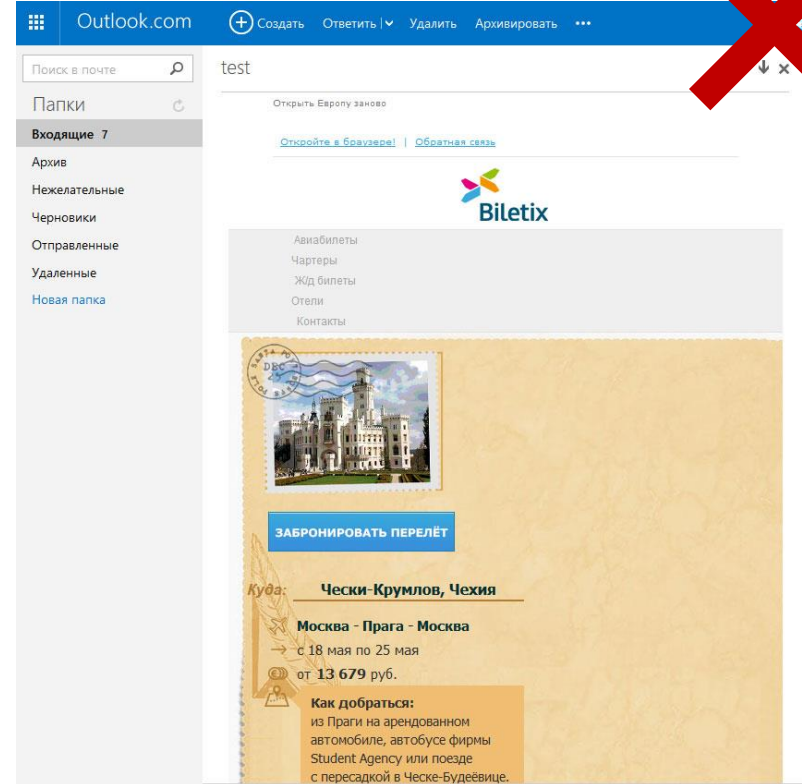 Outlook.com
Создать Ответить | Удалить Архивировать •••
Поиск в почте
test
Папки
Входящие 7
Архив
Нежелательные
Черновики
Отправленные
Удаленные
Новая папка
Открыть Европу заново
Откройте в браузере! | Обратная связь
Biletix
Авиабилеты
Чартеры
Ж/д билеты
Отели
Контакты
DEC
25
ЗАБРОНИРОВАТЬ ПЕРЕЛЁТ
Куда: Чески-Крумлов, Чехия
Москва - Прага - Москва
с 18 мая по 25 мая
от 13 679 руб.
Как добраться:
из Праги на арендованном
автомобиле, автобусе фирмы
Student Agency или поезде
с пересадкой в Ческе-Будеёвице.